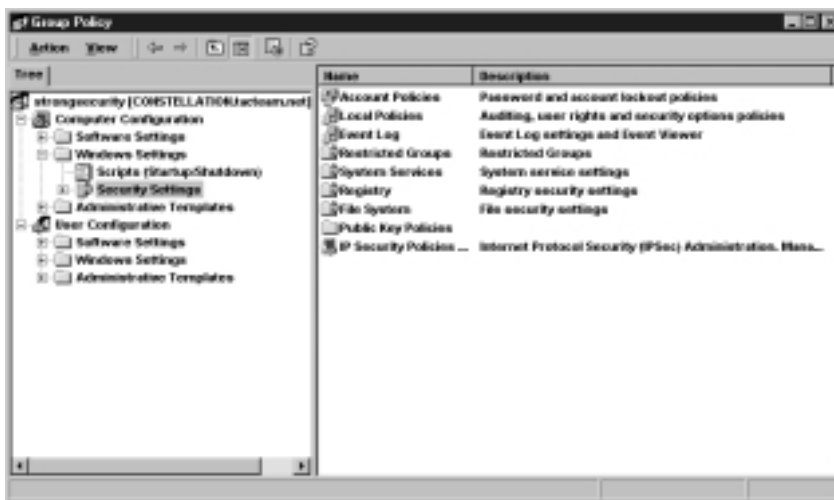 Group Policy
Action View
Tree
strongsecurity [CONSTELLATION.tacteam.net]
Computer Configuration
Software Settings
Windows Settings
Scripts (Startup/Shutdown)
Security Settings
Administrative Templates
User Configuration
Software Settings
Windows Settings
Administrative Templates
Name Description
Account Policies Password and account lockout policies
Local Policies Auditing, user rights and security options policies
Event Log Event Log settings and Event Viewer
Restricted Groups Restricted Groups
System Services System service settings
Registry Registry security settings
File System File security settings
Public Key Policies
IP Security Policies ... Internet Protocol Security (IPSec) Administration. Mana...